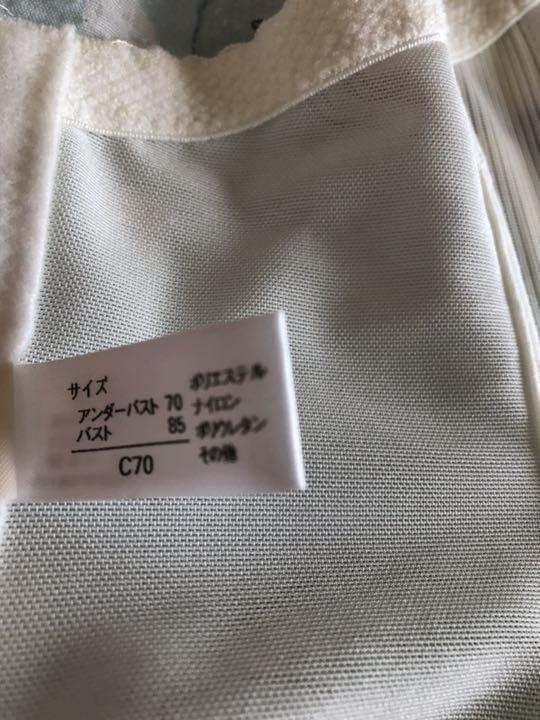 サイズ
アンダーバスト 70
バスト 85
C70
ポリエステル
ナイロン
ポリウレタン
その他